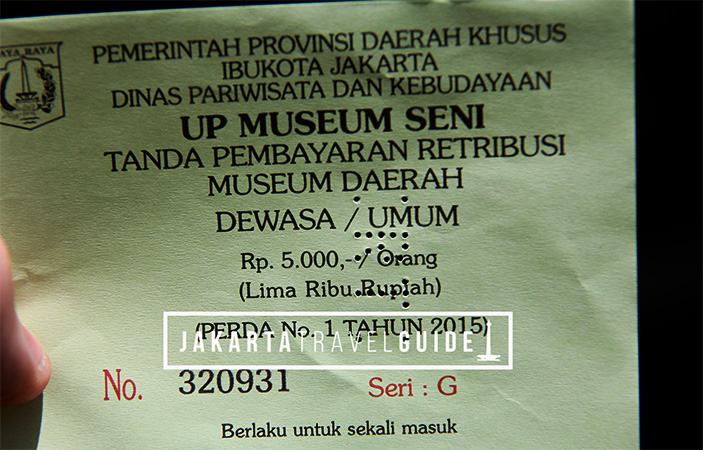 AYA RAYA
PEMERINTAH PROVINSI DAERAH KHUSUS
IBUKOTA JAKARTA
DINAS PARIWISATA DAN KEBUDAYAAN
UP MUSEUM SENI
TANDA PEMBAYARAN RETRIBUSI
MUSEUM DAERAH
DEWASA / UMUM
Rp. 5.000,-/ Orang
(Lima Ribu Rupiah)
(PERDA No. 1 TAHUN 2015)
JAKARTATRAVELGUIDE
No. 320931 Seri : G
Berlaku untuk sekali masuk